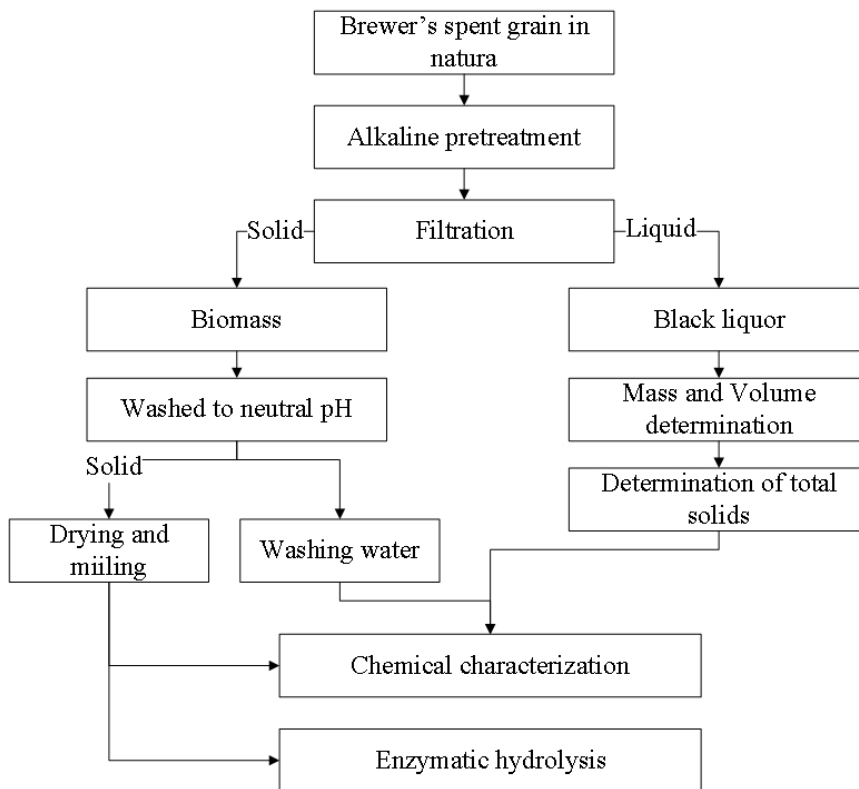 Brewer’s spent grain in
natura
Alkaline pretreatment
Solid
Filtration
Liquid
Biomass
Black liquor
Washed to neutral pH
Mass and Volume
determination
Solid
Determination of total
solids
Drying and
miiling
Washing water
Chemical characterization
Enzymatic hydrolysis